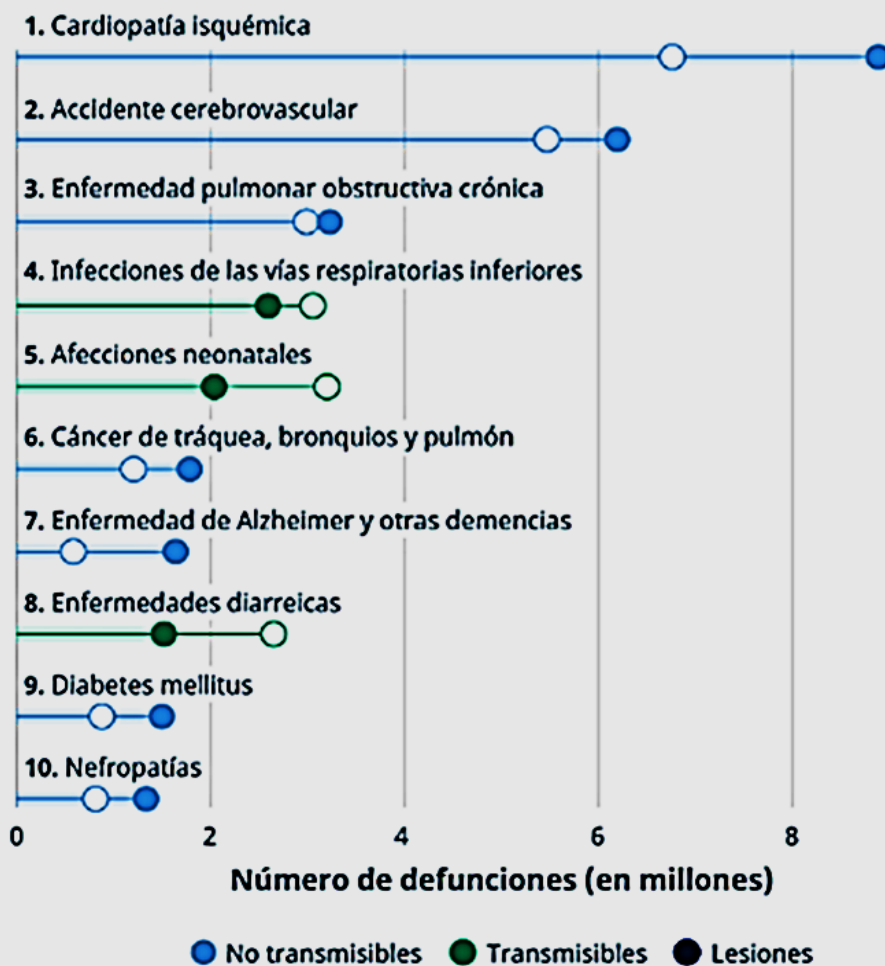 1. Cardiopatía isquémica
2. Accidente cerebrovascular
3. Enfermedad pulmonar obstructiva crónica
4. Infecciones de las vías respiratorias inferiores
5. Afecciones neonatales
6. Cáncer de tráquea, bronquios y pulmón
7. Enfermedad de Alzheimer y otras demencias
8. Enfermedades diarreicas
9. Diabetes mellitus
10. Nefropatías
0 2 4 6 8
Número de defunciones (en millones)
No transmisibles Transmisibles Lesiones